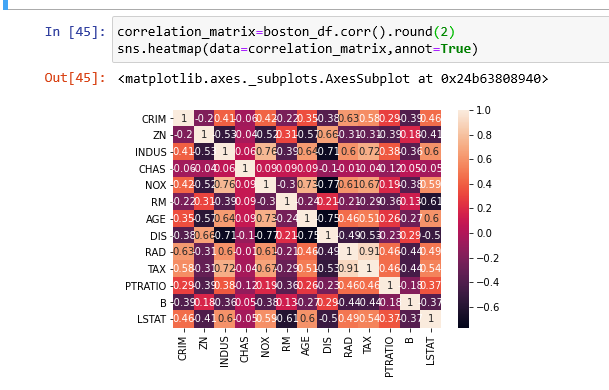 In [45]: correlation_matrix=boston_df.corr().round(2)
sns.heatmap(data=correlation_matrix,annot=True)
Out[45]: <matplotlib.axes._subplots.AxesSubplot at 0x24b63808940>
CRIM 1 -0.2 0.41 -0.06 0.42 -0.22 0.35 -0.38 0.63 0.58 0.29 -0.39 0.46
ZN -0.2 1 -0.53 -0.04 -0.52 0.31 -0.57 0.66 -0.31 -0.31 -0.39 0.18 -0.41
INDUS 0.41 -0.53 1 0.06 0.76 -0.39 0.64 -0.71 0.6 0.72 0.38 -0.36 0.6
CHAS -0.06 -0.04 0.06 1 0.09 0.09 0.09 -0.1 -0.01 -0.04 -0.12 0.05 -0.05
NOX 0.42 -0.52 0.76 0.09 1 -0.3 0.73 -0.77 0.61 0.67 0.19 -0.38 0.59
RM -0.22 0.31 -0.39 0.09 -0.3 1 -0.24 0.21 -0.21 -0.29 -0.36 0.13 -0.61
AGE 0.35 -0.57 0.64 0.09 0.73 -0.24 1 -0.75 0.46 0.51 0.26 -0.27 0.6
DIS -0.38 0.66 -0.71 -0.1 -0.77 0.21 -0.75 1 -0.49 -0.53 -0.23 0.29 -0.5
RAD 0.63 -0.31 0.6 -0.01 0.61 -0.21 0.46 -0.49 1 0.91 0.46 -0.44 0.49
TAX 0.58 -0.31 0.72 -0.04 0.67 -0.29 0.51 -0.53 0.91 1 0.46 -0.44 0.54
PTRATIO 0.29 -0.39 0.38 -0.12 0.19 -0.36 0.26 -0.23 0.46 0.46 1 -0.18 0.37
B -0.39 0.18 -0.36 0.05 -0.38 0.13 -0.27 0.29 -0.44 -0.44 -0.18 1 -0.37
LSTAT 0.46 -0.41 0.6 -0.05 0.59 -0.61 0.6 -0.5 0.49 0.54 0.37 -0.37 1
CRIM
ZN
INDUS
CHAS
NOX
RM
AGE
DIS
RAD
TAX
PTRATIO
B
LSTAT
1.0
0.8
0.6
0.4
0.2
0.0
−0.2
−0.4
−0.6